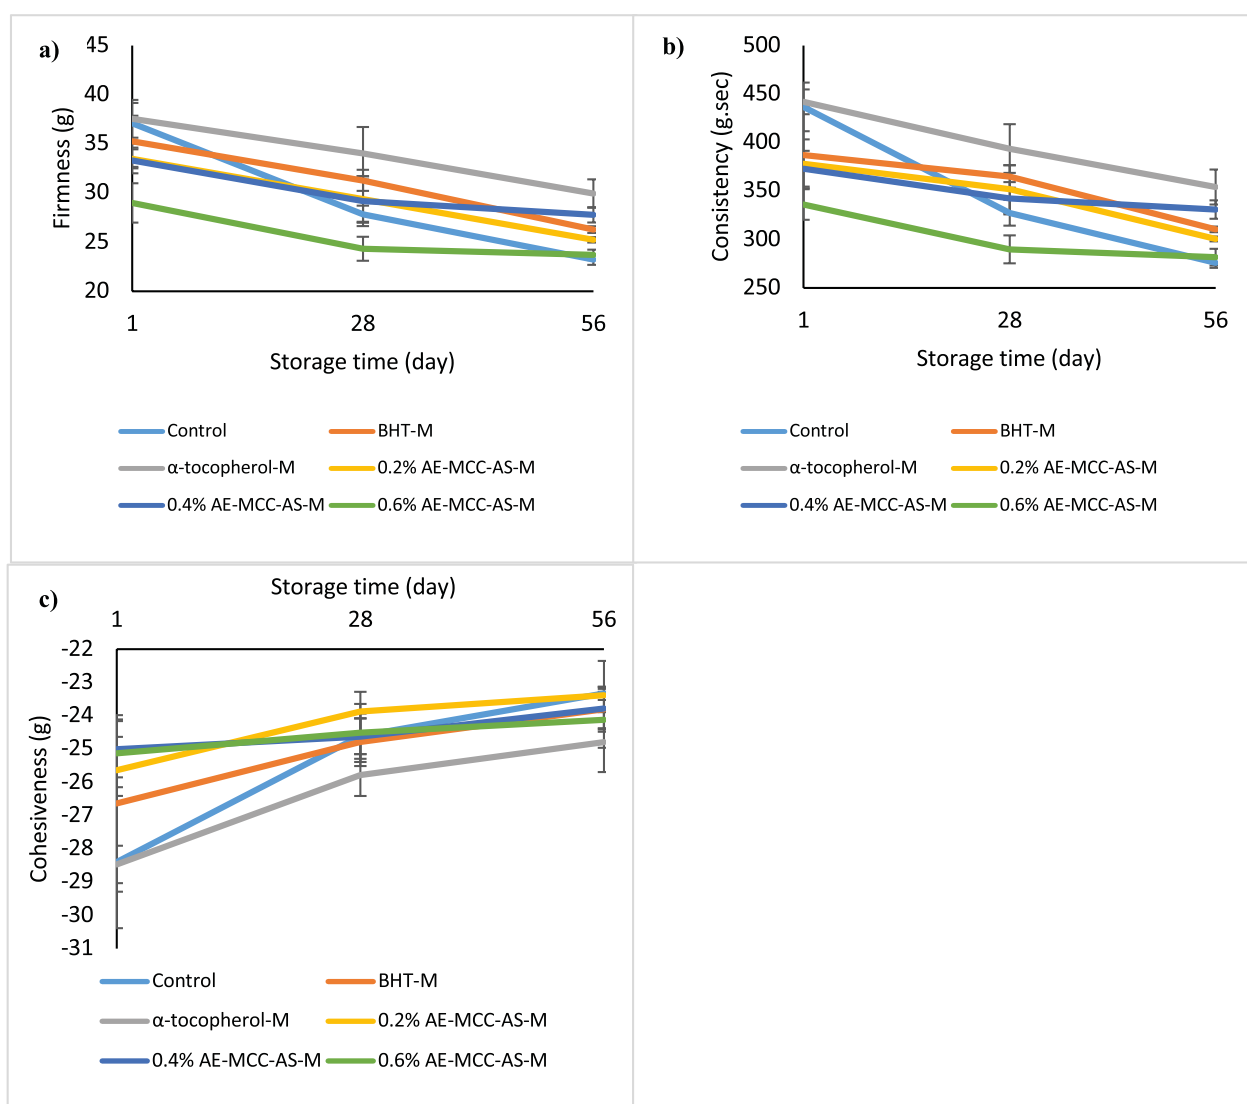 a)
45
40
35
30
25
20
Firmness (g)
1 28 56
Storage time (day)
Control BHT-M
α-tocopherol-M 0.2% AE-MCC-AS-M
0.4% AE-MCC-AS-M 0.6% AE-MCC-AS-M
b)
500
450
400
350
300
250
Consistency (g.sec)
1 28 56
Storage time (day)
Control BHT-M
α-tocopherol-M 0.2% AE-MCC-AS-M
0.4% AE-MCC-AS-M 0.6% AE-MCC-AS-M
c)
Storage time (day)
1 28 56
-22
-23
-24
-25
-26
-27
-28
-29
-30
-31
Cohesiveness (g)
Control BHT-M
α-tocopherol-M 0.2% AE-MCC-AS-M
0.4% AE-MCC-AS-M 0.6% AE-MCC-AS-M